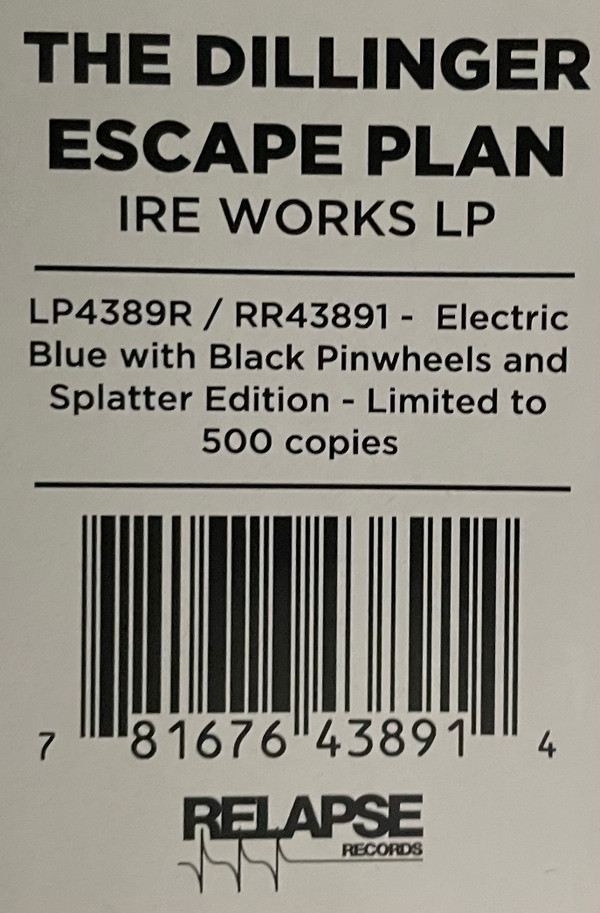 THE DILLINGER
ESCAPE PLAN
IRE WORKS LP
LP4389R / RR43891 - Electric
Blue with Black Pinwheels and
Splatter Edition - Limited to
500 copies
7 81676 43891 4
RELAPSE
RECORDS